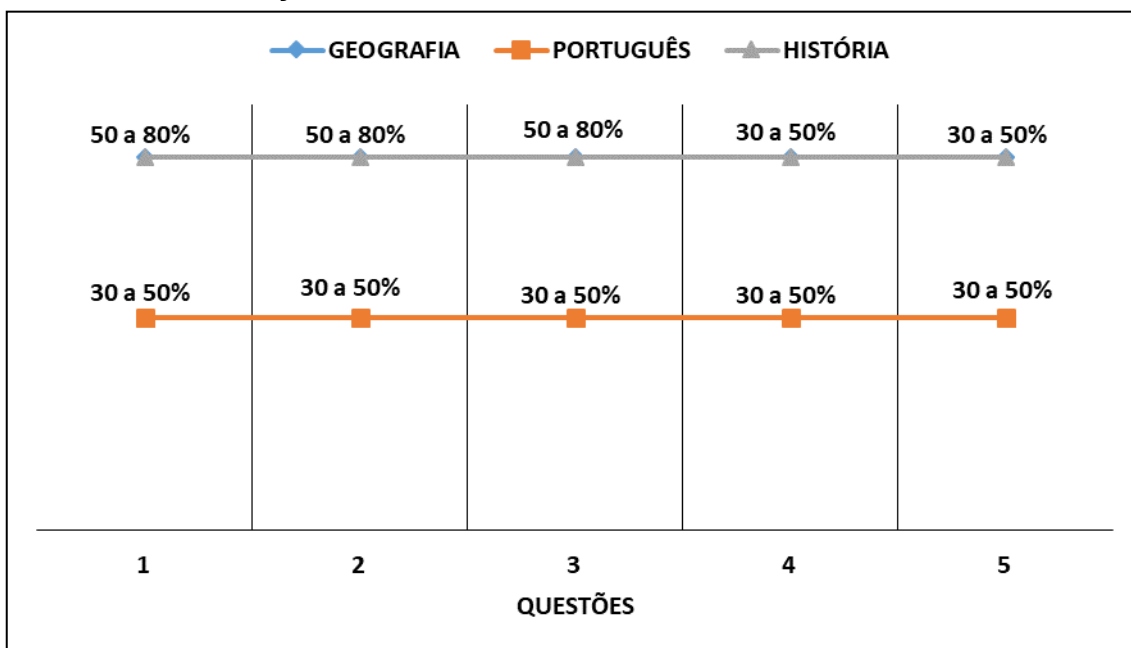 GEOGRAFIA PORTUGUÊS HISTÓRIA
50 a 80% 50 a 80% 50 a 80% 30 a 50% 30 a 50%
30 a 50% 30 a 50% 30 a 50% 30 a 50% 30 a 50%
1 2 3 4 5
QUESTÕES